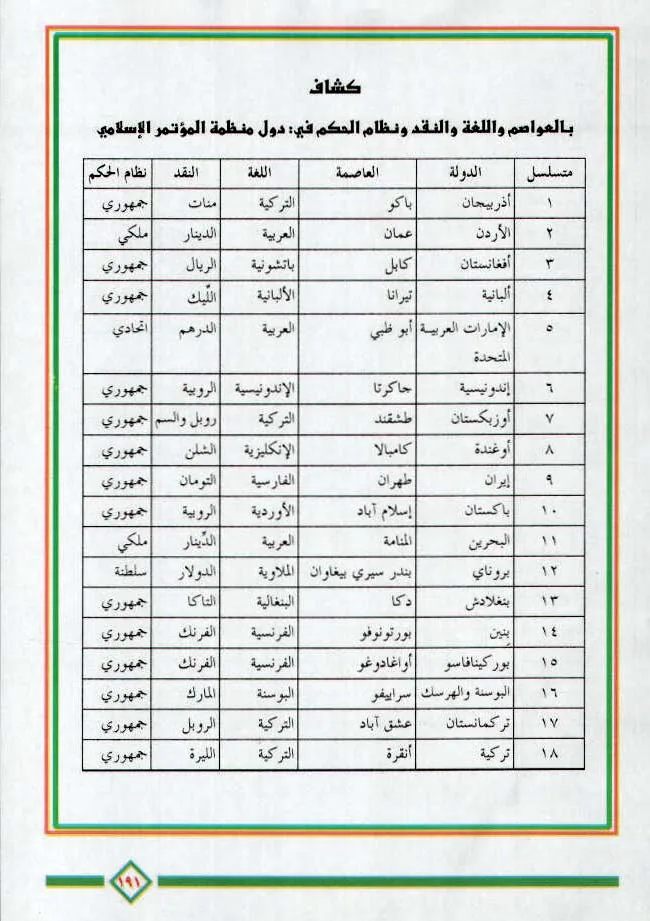 كشاف
بالعواصم واللغة والنقد ونظام الحكم في: دول منظمة المؤتمر الإسلامي
متسلسل الدولة العاصمة اللغة النقد نظام الحكم
١ أذربيجان باكو التركية منات جمهوري
٢ الأردن عمان العربية الدينار ملكي
٣ أفغانستان كابل باتشونية الريال جمهوري
٤ ألبانية تيرانا الألبانية اللّيك جمهوري
٥ الإمارات العربية أبو ظبي العربية الدرهم اتحادي
المتحدة
٦ إندونيسية جاكرتا الإندونيسية الروبية جمهوري
٧ أوزبكستان طشقند التركية روبل والسم جمهوري
٨ أوغندة كامبالا الإنكليزية الشلن جمهوري
٩ إيران طهران الفارسية التومان جمهوري
١٠ باكستان إسلام آباد الأوردية الروبية جمهوري
١١ البحرين المنامة العربية الدِّينار ملكي
١٢ بروناي بندر سيري بيغاوان الملاوية الدولار سلطنة
١٣ بنغلادش دكا البنغالية التاكا جمهوري
١٤ بِنين بورتونوفو الفرنسية الفرنك جمهوري
١٥ بوركينافاسو أواغادوغو الفرنسية الفرنك جمهوري
١٦ البوسنة والهرسك سراييفو البوسنة المارك جمهوري
١٧ تركمانستان عشق آباد التركية الروبل جمهوري
١٨ تركية أنقرة التركية الليرة جمهوري
١٩١